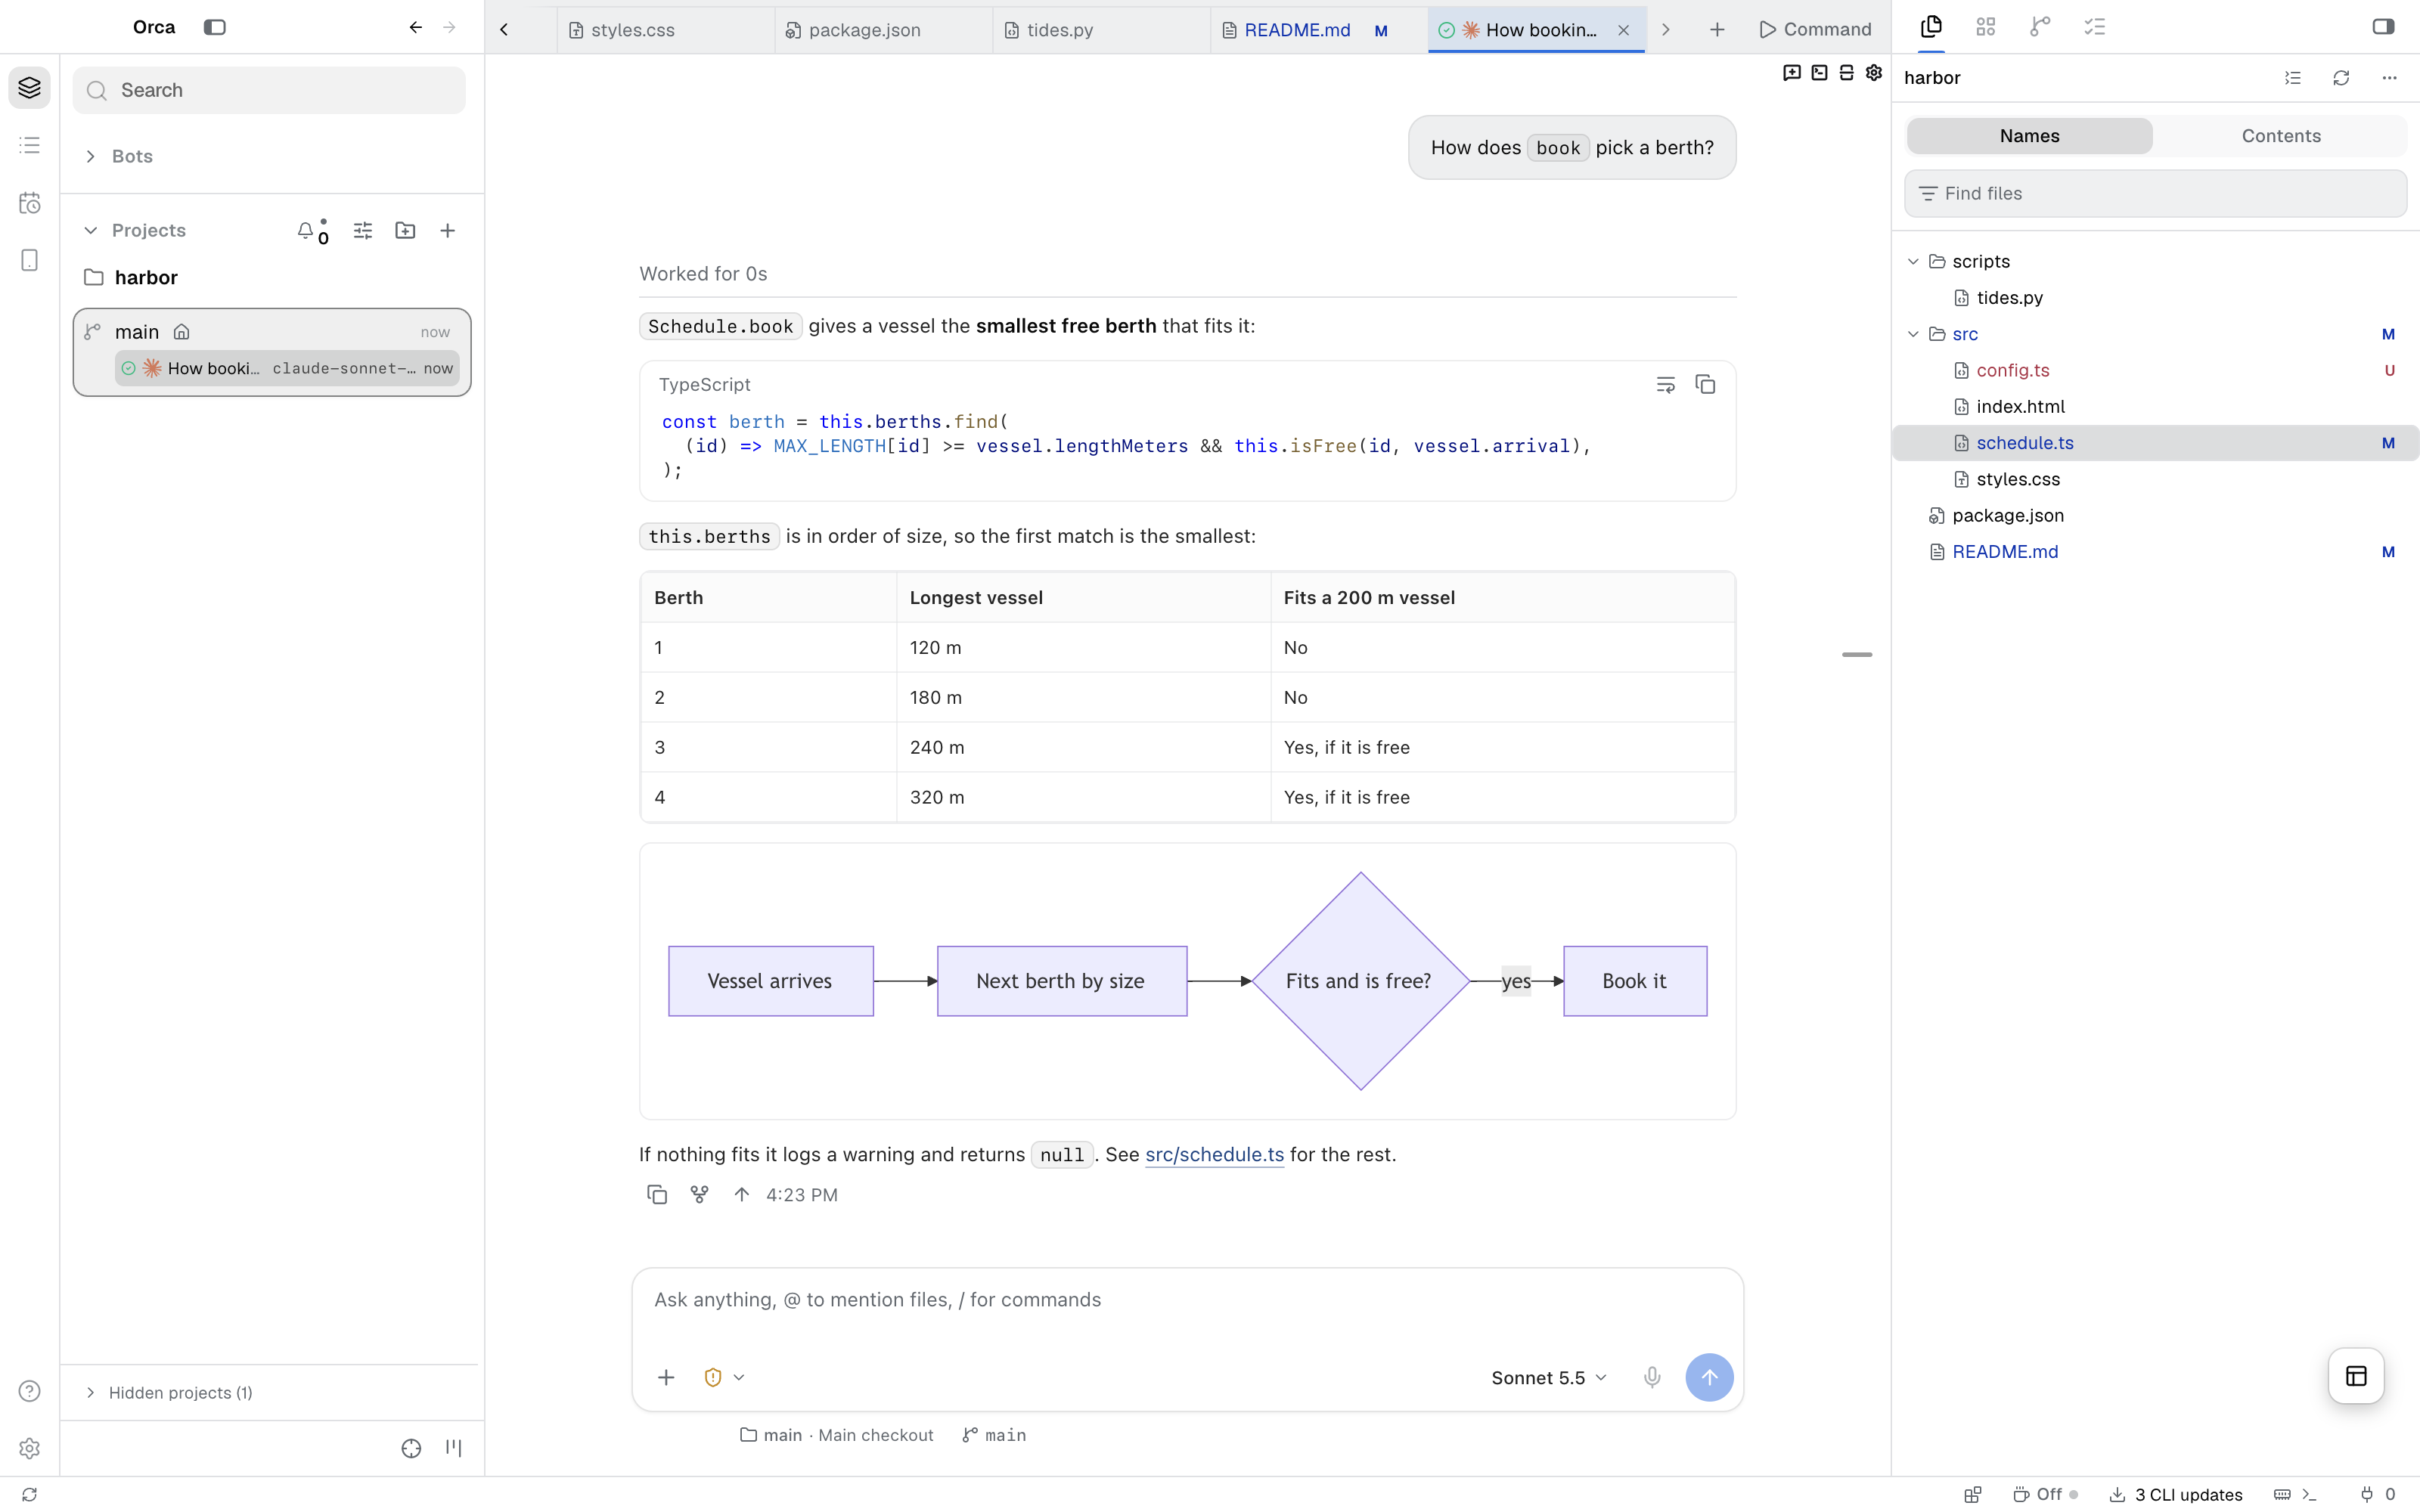 Orca
Search
Bots
Projects
0
harbor
main
now
How booki...
claude-sonnet-...
now
Hidden projects (1)
styles.css
package.json
tides.py
README.md
M
How bookin...
Command
How does book pick a berth?
Worked for 0s
Schedule.book gives a vessel the smallest free berth that fits it:
TypeScript
const berth = this.berths.find(
(id) => MAX_LENGTH[id] >= vessel.lengthMeters && this.isFree(id, vessel.arrival),
);
this.berths is in order of size, so the first match is the smallest:
Berth Longest vessel Fits a 200 m vessel
1 120 m No
2 180 m No
3 240 m Yes, if it is free
4 320 m Yes, if it is free
Vessel arrives
Next berth by size
Fits and is free?
yes
Book it
If nothing fits it logs a warning and returns null. See src/schedule.ts for the rest.
4:23 PM
Ask anything, @ to mention files, / for commands
Sonnet 5.5
main · Main checkout
main
harbor
Names
Contents
Find files
scripts
tides.py
src M
config.ts U
index.html
schedule.ts M
styles.css
package.json
README.md M
Off
3 CLI updates
0